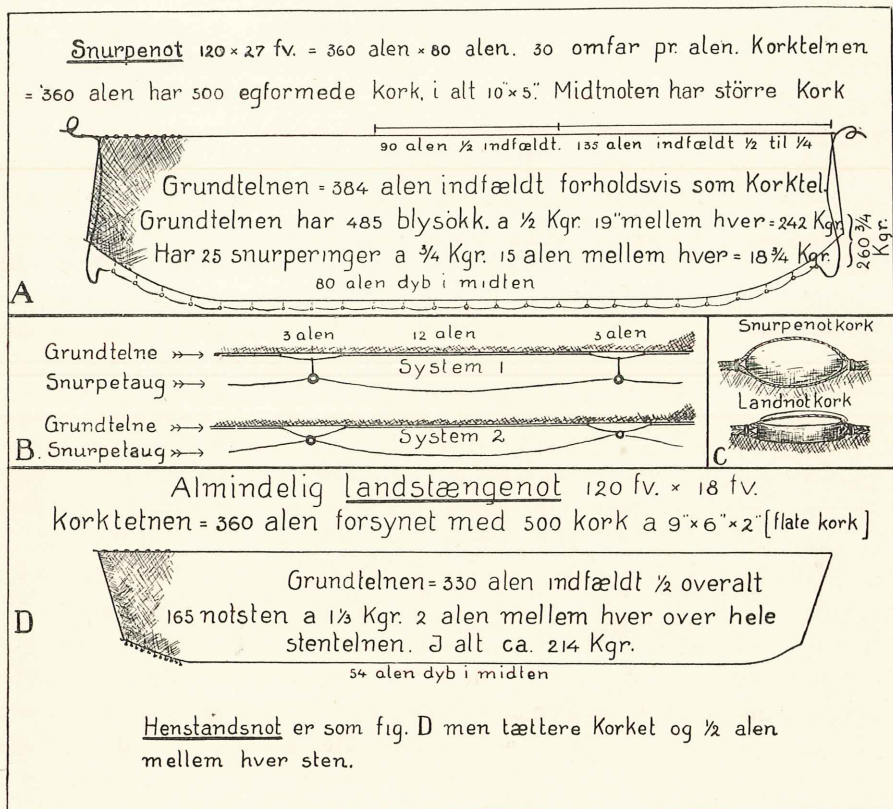 Snurpenot 120 × 27 fv. = 360 alen × 80 alen. 30 omfar pr. alen. Korktelnen
= 360 alen har 500 egformede kork, i alt 10"×5". Midtnoten har större Kork
90 alen ½ indfældt. 135 alen indfældt ½ til ¼
Grundtelnen = 384 alen indfældt forholdsvis som Korktel.
Grundtelnen har 485 blysökk. a ½ Kgr. 19" mellem hver = 242 Kgr.
Har 25 snurperinger a ¾ Kgr. 15 alen mellem hver = 18¾ Kgr.
260¾ Kgr.
80 alen dyb i midten
A
3 alen 12 alen 3 alen
Grundtelne
System 1
Snurpetaug
Grundtelne
System 2
B. Snurpetaug
Snurpenotkork
Landnotkork
C
Almindelig landstængenot 120 fv. × 18 fv.
Korktetnen = 360 alen forsynet med 500 kork a 9"×6"×2" [flate kork]
Grundtelnen = 330 alen indfældt ½ overalt
165 notsten a 1⅓ Kgr. 2 alen mellem hver over hele
stentelnen. J alt ca. 214 Kgr.
D
54 alen dyb i midten
Henstandsnot er som fig. D men tættere Korket og ½ alen
mellem hver sten.